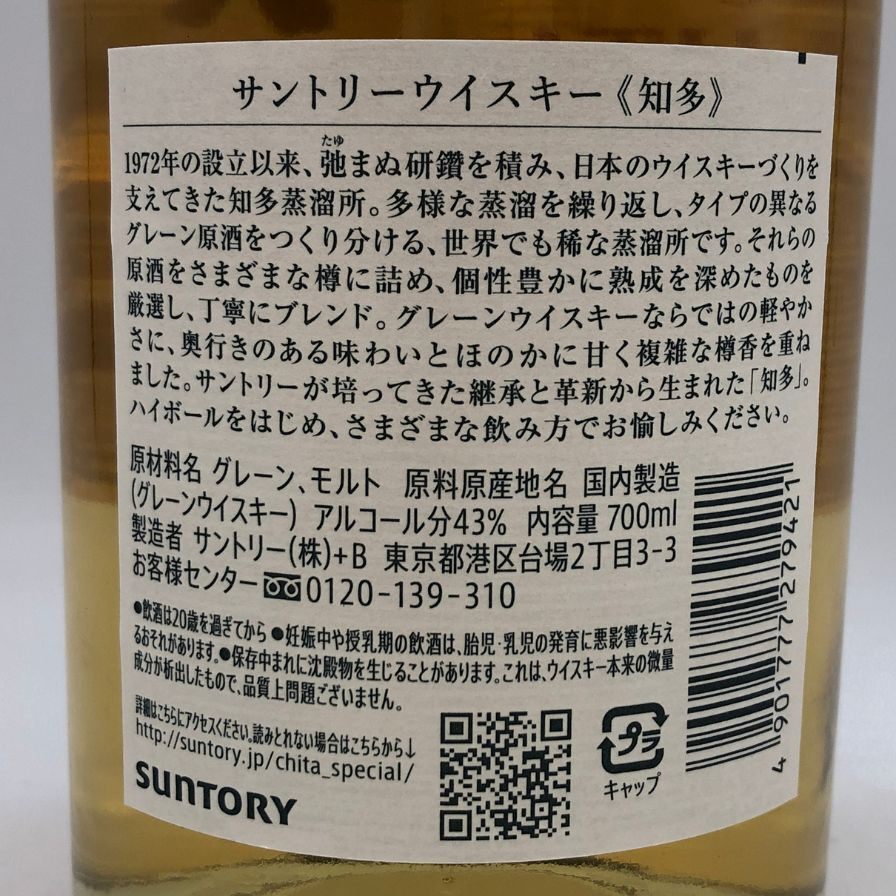 サントリーウイスキー《知多》
たゆ
1972年の設立以来、弛まぬ研鑽を積み、日本のウイスキーづくりを
支えてきた知多蒸溜所。多様な蒸溜を繰り返し、タイプの異なる
グレーン原酒をつくり分ける、世界でも稀な蒸溜所です。それらの
原酒をさまざまな樽に詰め、個性豊かに熟成を深めたものを
厳選し、丁寧にブレンド。グレーンウイスキーならではの軽やか
さに、奥行きのある味わいとほのかに甘く複雑な樽香を重ね
ました。サントリーが培ってきた継承と革新から生まれた「知多」。
ハイボールをはじめ、さまざまな飲み方でお愉しみください。
原材料名 グレーン、モルト 原料原産地名 国内製造
(グレーンウイスキー) アルコール分43% 内容量 700ml
製造者 サントリー(株)+B 東京都港区台場2丁目3-3
お客様センター 0120-139-310
●飲酒は20歳を過ぎてから ●妊娠中や授乳期の飲酒は、胎児・乳児の発育に悪影響を与え
るおそれがあります。●保存中まれに沈殿物を生じることがあります。これは、ウイスキー本来の微量
成分が析出したもので、品質上問題ございません。
詳細はこちらにアクセスください。読みとれない場合はこちらから↓
http://suntory.jp/chita_special/
SUNTORY
プラ
キャップ
4 901777 279421